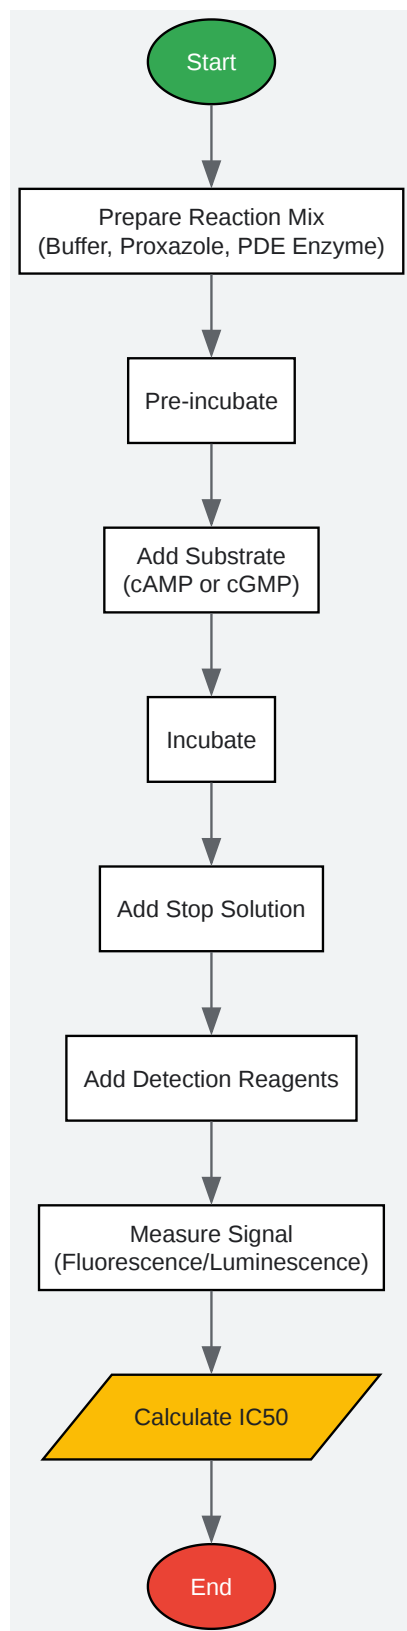 Start
Prepare Reaction Mix
(Buffer, Proxazole, PDE Enzyme)
Pre-incubate
Add Substrate
(cAMP or cGMP)
Incubate
Add Stop Solution
Add Detection Reagents
Measure Signal
(Fluorescence/Luminescence)
Calculate IC50
End